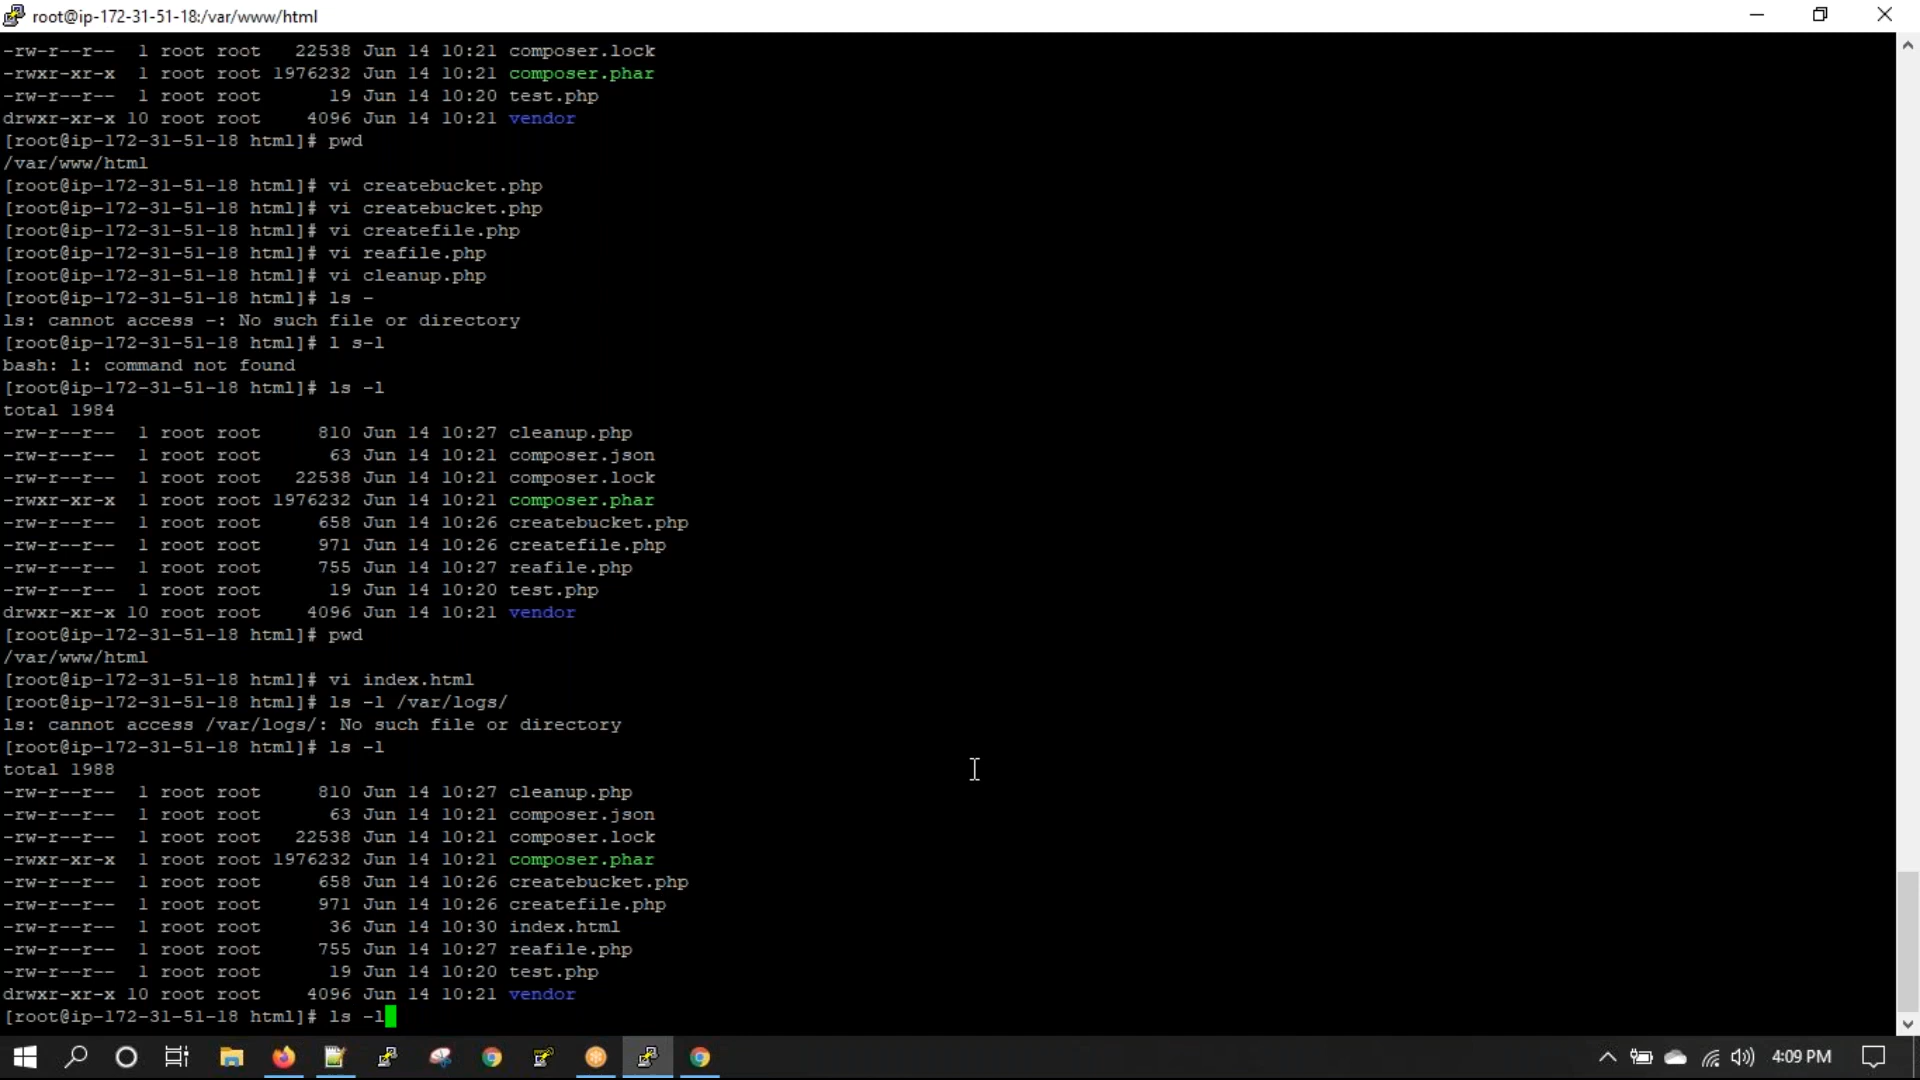 root@ip-172-31-51-18:/var/www/html
-rw-r--r--  1 root root   22538 Jun 14 10:21 composer.lock
-rwxr-xr-x  1 root root 1976232 Jun 14 10:21 composer.phar
-rw-r--r--  1 root root      19 Jun 14 10:20 test.php
drwxr-xr-x 10 root root    4096 Jun 14 10:21 vendor
[root@ip-172-31-51-18 html]# pwd
/var/www/html
[root@ip-172-31-51-18 html]# vi createbucket.php
[root@ip-172-31-51-18 html]# vi createbucket.php
[root@ip-172-31-51-18 html]# vi createfile.php
[root@ip-172-31-51-18 html]# vi reafile.php
[root@ip-172-31-51-18 html]# vi cleanup.php
[root@ip-172-31-51-18 html]# ls -
ls: cannot access -: No such file or directory
[root@ip-172-31-51-18 html]# l s-l
bash: l: command not found
[root@ip-172-31-51-18 html]# ls -l
total 1984
-rw-r--r--  1 root root     810 Jun 14 10:27 cleanup.php
-rw-r--r--  1 root root      63 Jun 14 10:21 composer.json
-rw-r--r--  1 root root   22538 Jun 14 10:21 composer.lock
-rwxr-xr-x  1 root root 1976232 Jun 14 10:21 composer.phar
-rw-r--r--  1 root root     658 Jun 14 10:26 createbucket.php
-rw-r--r--  1 root root     971 Jun 14 10:26 createfile.php
-rw-r--r--  1 root root     755 Jun 14 10:27 reafile.php
-rw-r--r--  1 root root      19 Jun 14 10:20 test.php
drwxr-xr-x 10 root root    4096 Jun 14 10:21 vendor
[root@ip-172-31-51-18 html]# pwd
/var/www/html
[root@ip-172-31-51-18 html]# vi index.html
[root@ip-172-31-51-18 html]# ls -l /var/logs/
ls: cannot access /var/logs/: No such file or directory
[root@ip-172-31-51-18 html]# ls -l
total 1988
-rw-r--r--  1 root root     810 Jun 14 10:27 cleanup.php
-rw-r--r--  1 root root      63 Jun 14 10:21 composer.json
-rw-r--r--  1 root root   22538 Jun 14 10:21 composer.lock
-rwxr-xr-x  1 root root 1976232 Jun 14 10:21 composer.phar
-rw-r--r--  1 root root     658 Jun 14 10:26 createbucket.php
-rw-r--r--  1 root root     971 Jun 14 10:26 createfile.php
-rw-r--r--  1 root root      36 Jun 14 10:30 index.html
-rw-r--r--  1 root root     755 Jun 14 10:27 reafile.php
-rw-r--r--  1 root root      19 Jun 14 10:20 test.php
drwxr-xr-x 10 root root    4096 Jun 14 10:21 vendor
[root@ip-172-31-51-18 html]# ls -l
4:09 PM